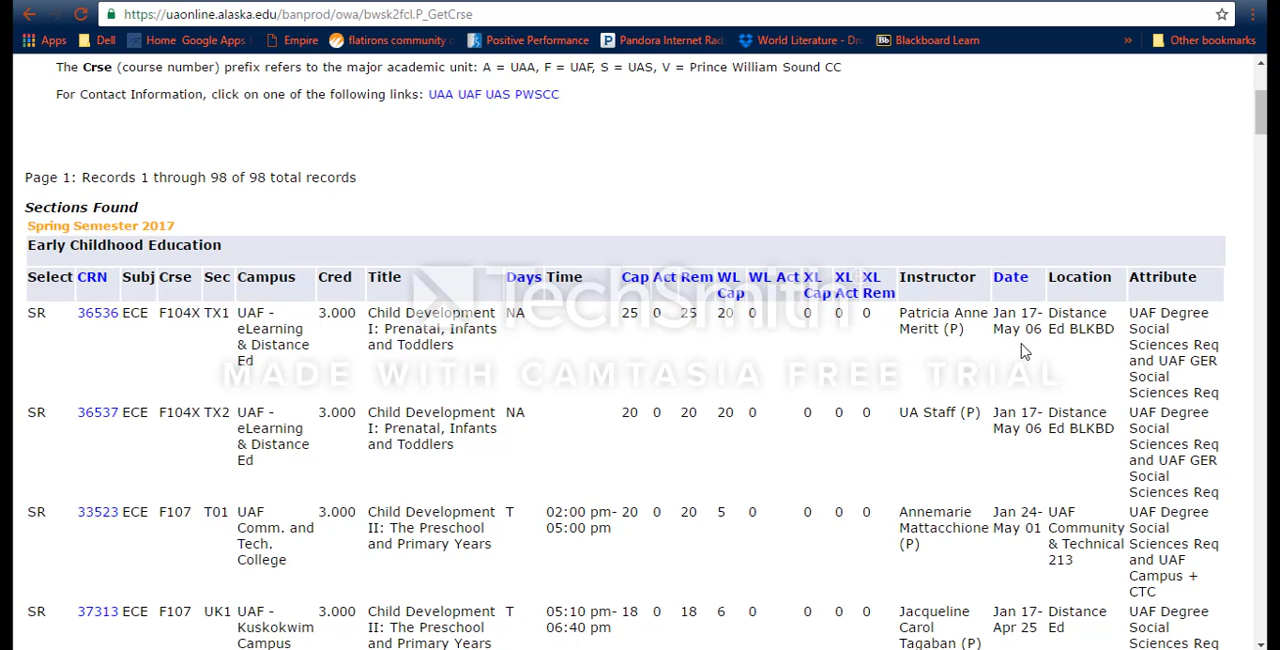 https://uaonline.alaska.edu/banprod/owa/bwsk2fcl.P_GetCrse
Apps Dell Home Google Apps Empire flatirons community Positive Performance Pandora Internet Rad World Literature - Dr Blackboard Learn » Other bookmarks
The Crse (course number) prefix refers to the major academic unit: A = UAA, F = UAF, S = UAS, V = Prince William Sound CC
For Contact Information, click on one of the following links: UAA UAF UAS PWSCC
Page 1: Records 1 through 98 of 98 total records
Sections Found
Spring Semester 2017
Early Childhood Education
Select CRN Subj Crse Sec Campus Cred Title Days Time Cap Act Rem WL WL Act XL XL XL Instructor Date Location Attribute
Cap Cap Act Rem
SR 36536 ECE F104X TX1 UAF - 3.000 Child Development NA 25 0 25 20 0 0 0 0 Patricia Anne Jan 17- Distance UAF Degree
eLearning I: Prenatal, Infants Meritt (P) May 06 Ed BLKBD Social
& Distance and Toddlers Sciences Req
Ed and UAF GER
Social
Sciences Req
SR 36537 ECE F104X TX2 UAF - 3.000 Child Development NA 20 0 20 20 0 0 0 0 UA Staff (P) Jan 17- Distance UAF Degree
eLearning I: Prenatal, Infants May 06 Ed BLKBD Social
& Distance and Toddlers Sciences Req
Ed and UAF GER
Social
Sciences Req
SR 33523 ECE F107 T01 UAF 3.000 Child Development T 02:00 pm- 20 0 20 5 0 0 0 0 Annemarie Jan 24- UAF UAF Degree
Comm. and II: The Preschool 05:00 pm Mattacchione May 01 Community Social
Tech. and Primary Years (P) & Technical Sciences Req
College 213 and UAF
Campus +
CTC
SR 37313 ECE F107 UK1 UAF - 3.000 Child Development T 05:10 pm- 18 0 18 6 0 0 0 0 Jacqueline Jan 17- Distance UAF Degree
Kuskokwim II: The Preschool 06:40 pm Carol Apr 25 Ed Social
Campus and Primary Years Tagaban (P) Sciences Req
TechSmith
MADE WITH CAMTASIA FREE TRIAL